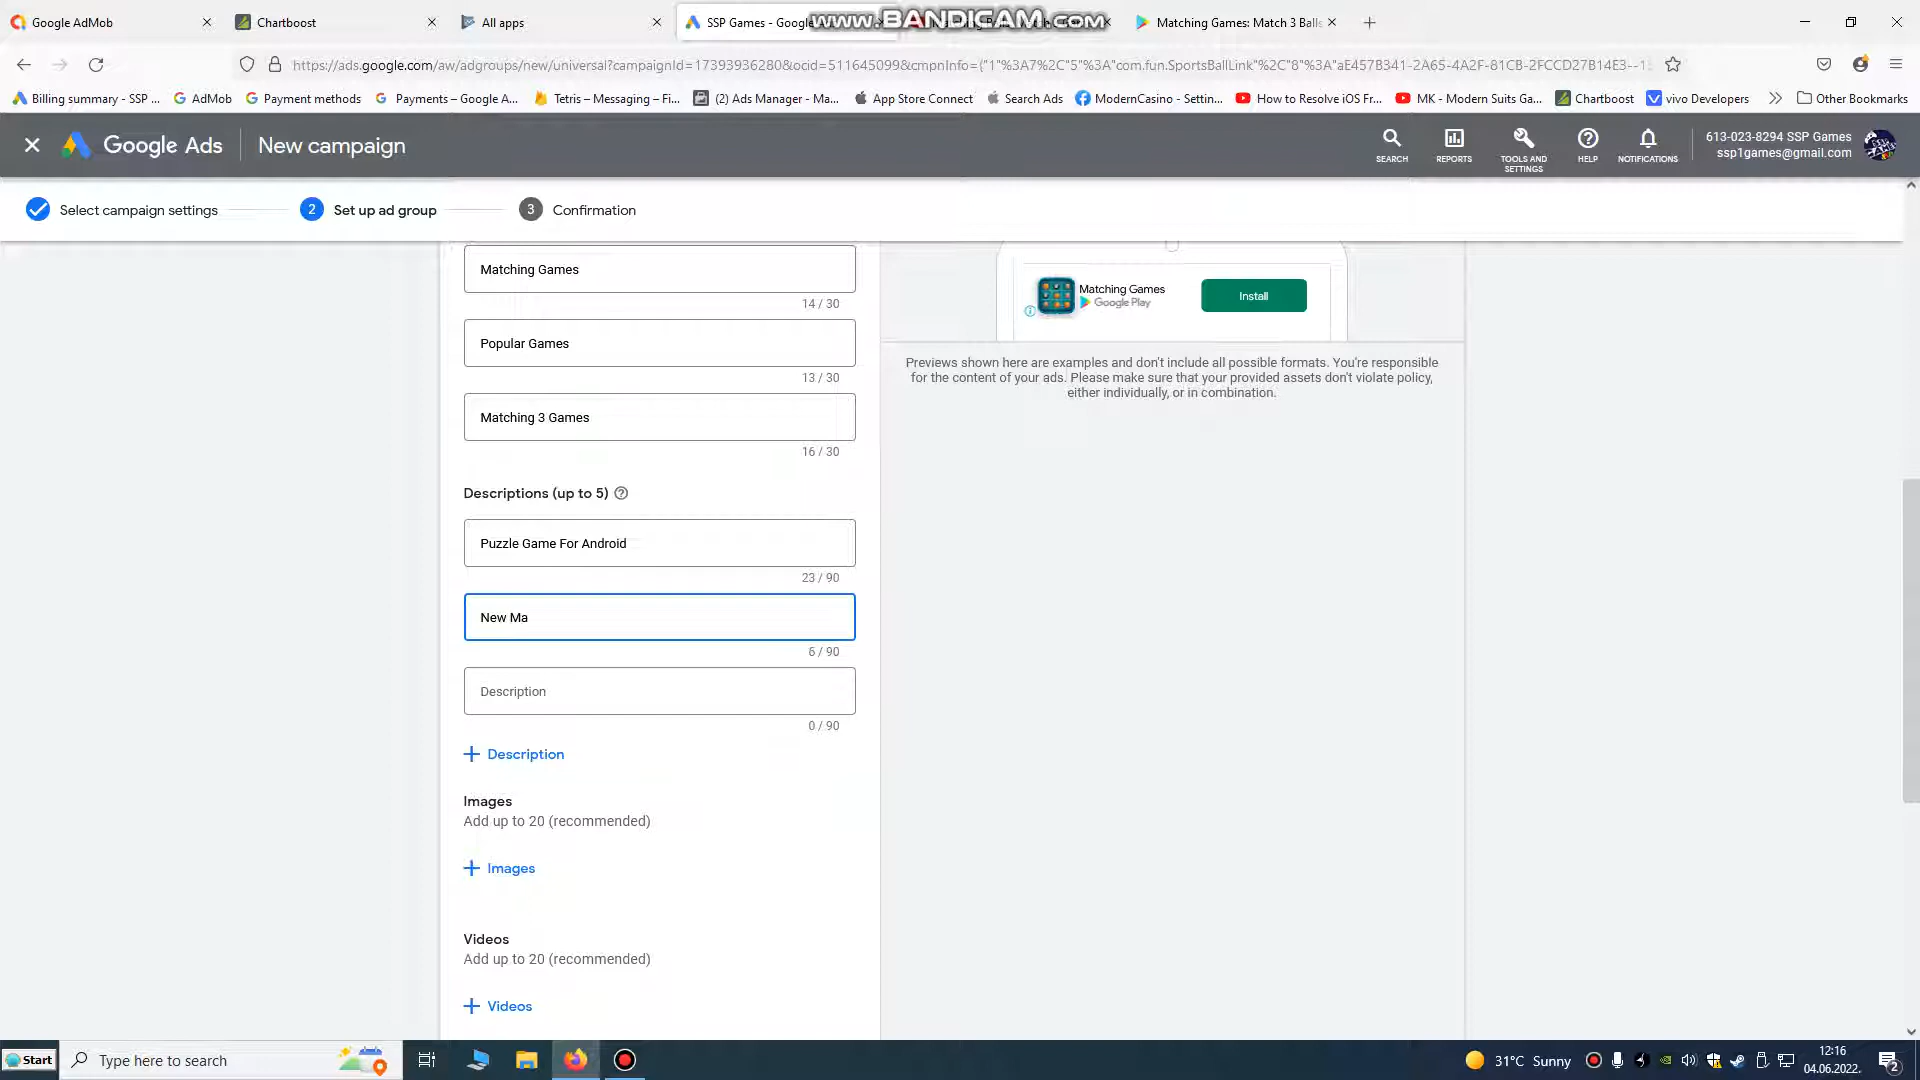 Google AdMob
Chartboost
All apps
SSP Games - Google
Matching Games: Match 3 Balls
www.BANDICAM.com
https://ads.google.com/aw/adgroups/new/universal?campaignId=17393936280&ocid=511645099&cmpnInfo={"1"%3A7%2C"5"%3A"com.fun.SportsBallLink"%2C"8"%3A"aE457B341-2A65-4A2F-81CB-2FCCD27B14E3--1
Billing summary - SSP ...
AdMob
Payment methods
Payments – Google A...
Tetris – Messaging – Fi...
(2) Ads Manager - Ma...
App Store Connect
Search Ads
ModernCasino - Settin...
How to Resolve iOS Fr...
MK - Modern Suits Ga...
Chartboost
vivo Developers
Other Bookmarks
Google Ads
New campaign
SEARCH
REPORTS
TOOLS AND SETTINGS
HELP
NOTIFICATIONS
613-023-8294 SSP Games
ssp1games@gmail.com
Select campaign settings
2 Set up ad group
3 Confirmation
Matching Games
14 / 30
Popular Games
13 / 30
Matching 3 Games
16 / 30
Descriptions (up to 5)
Puzzle Game For Android
23 / 90
New Ma
6 / 90
Description
0 / 90
Description
Images
Add up to 20 (recommended)
Images
Videos
Add up to 20 (recommended)
Videos
Matching Games
Google Play
Install
Previews shown here are examples and don't include all possible formats. You're responsible
for the content of your ads. Please make sure that your provided assets don't violate policy,
either individually, or in combination.
Start
Type here to search
31°C Sunny
12:16
04.06.2022.
2